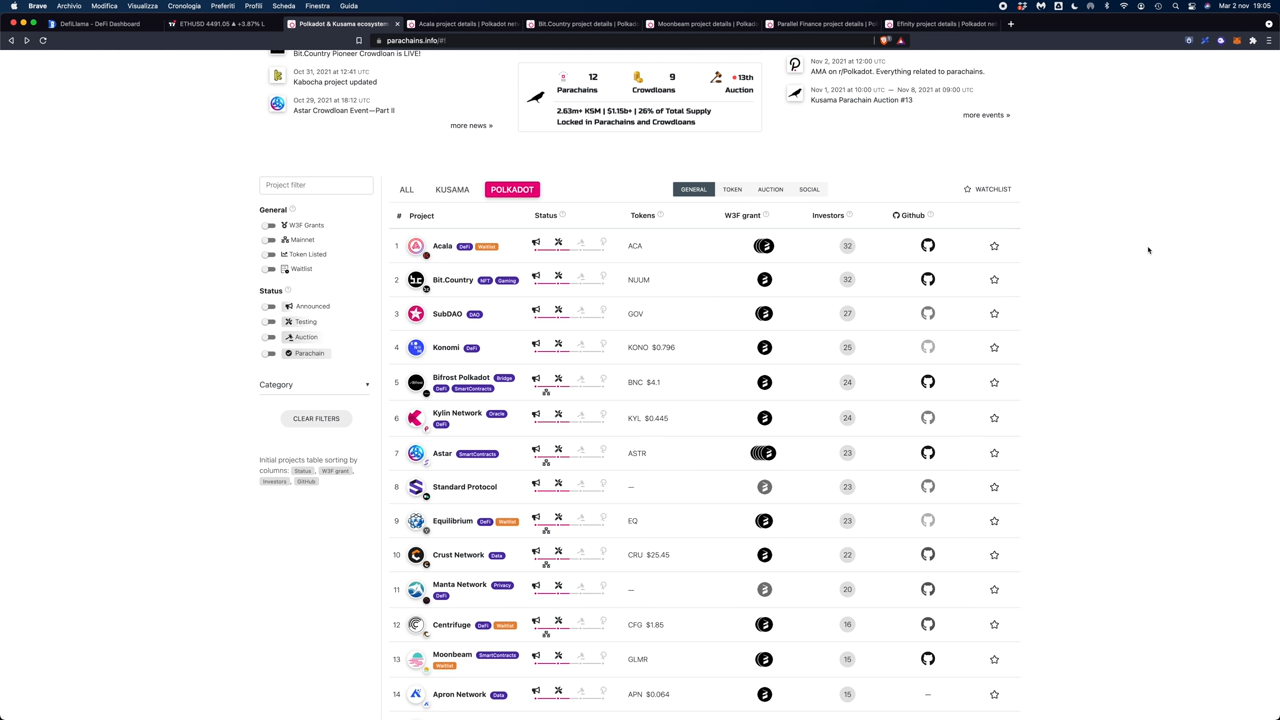 Brave Archivio Modifica Visualizza Cronologia Preferiti Profili Scheda Finestra Guida Mar 2 nov 19:05
DefiLlama - DeFi Dashboard
ETHUSD 4491.05 ▲ +3.87% L
Polkadot & Kusama ecosystem
Acala project details | Polkadot net
Bit.Country project details | Polkad
Moonbeam project details | Polkad
Parallel Finance project details | Pol
Efinity project details | Polkadot net
parachains.info/#1
Bit.Country Pioneer Crowdloan is LIVE!
Oct 31, 2021 at 12:41 UTC
Kabocha project updated
Oct 29, 2021 at 18:12 UTC
Astar Crowdloan Event—Part II
more news »
12 Parachains
9 Crowdloans
13th Auction
2.63m+ KSM | $1.15b+ | 26% of Total Supply
Locked in Parachains and Crowdloans
Nov 2, 2021 at 12:00 UTC
AMA on r/Polkadot. Everything related to parachains.
Nov 1, 2021 at 10:00 UTC — Nov 8, 2021 at 09:00 UTC
Kusama Parachain Auction #13
more events »
Project filter
General
W3F Grants
Mainnet
Token Listed
Waitlist
Status
Announced
Testing
Auction
Parachain
Category
CLEAR FILTERS
Initial projects table sorting by
columns: Status, W3F grant,
Investors, GitHub
ALL KUSAMA POLKADOT GENERAL TOKEN AUCTION SOCIAL WATCHLIST
# Project Status Tokens W3F grant Investors Github
1 Acala DeFi Waitlist ACA 32
2 Bit.Country NFT Gaming NUUM 32
3 SubDAO DAO GOV 27
4 Konomi DeFi KONO $0.796 25
5 Bifrost Polkadot Bridge DeFi SmartContracts BNC $4.1 24
6 Kylin Network Oracle DeFi KYL $0.445 24
7 Astar SmartContracts ASTR 23
8 Standard Protocol — 23
9 Equilibrium DeFi Waitlist EQ 23
10 Crust Network Data CRU $25.45 22
11 Manta Network Privacy DeFi — 20
12 Centrifuge DeFi Waitlist CFG $1.85 16
13 Moonbeam SmartContracts Waitlist GLMR 15
14 Apron Network Data APN $0.064 15 —